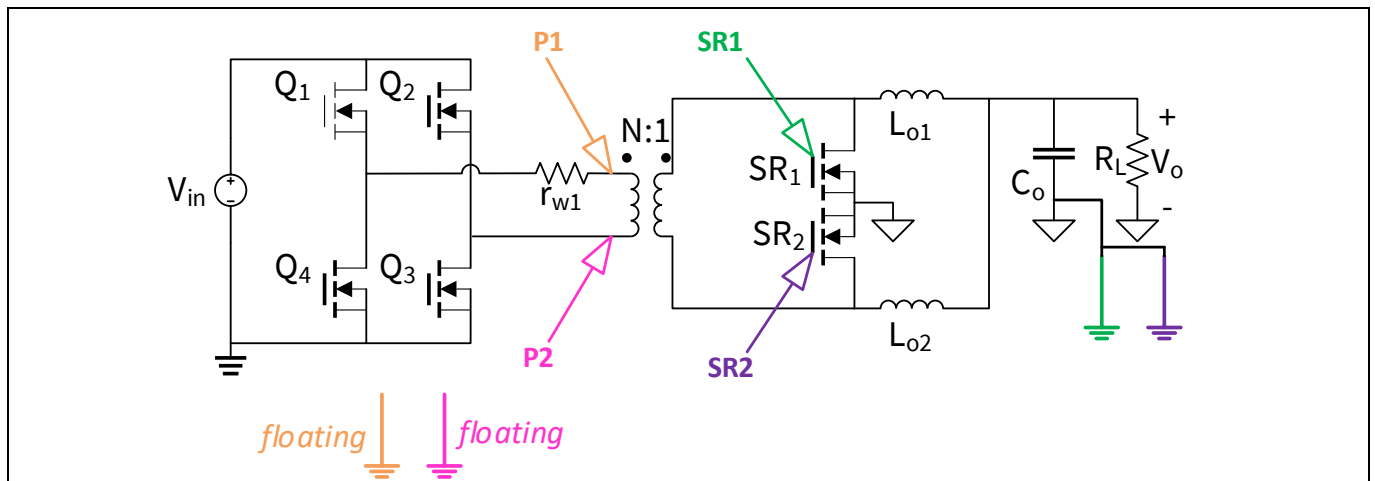 P1
SR1
Q1 Q2
N:1
Lo1
+
Vin
rw1
SR1
Co
RL
Vo
-
SR2
Q4 Q3
Lo2
P2
SR2
floating
floating